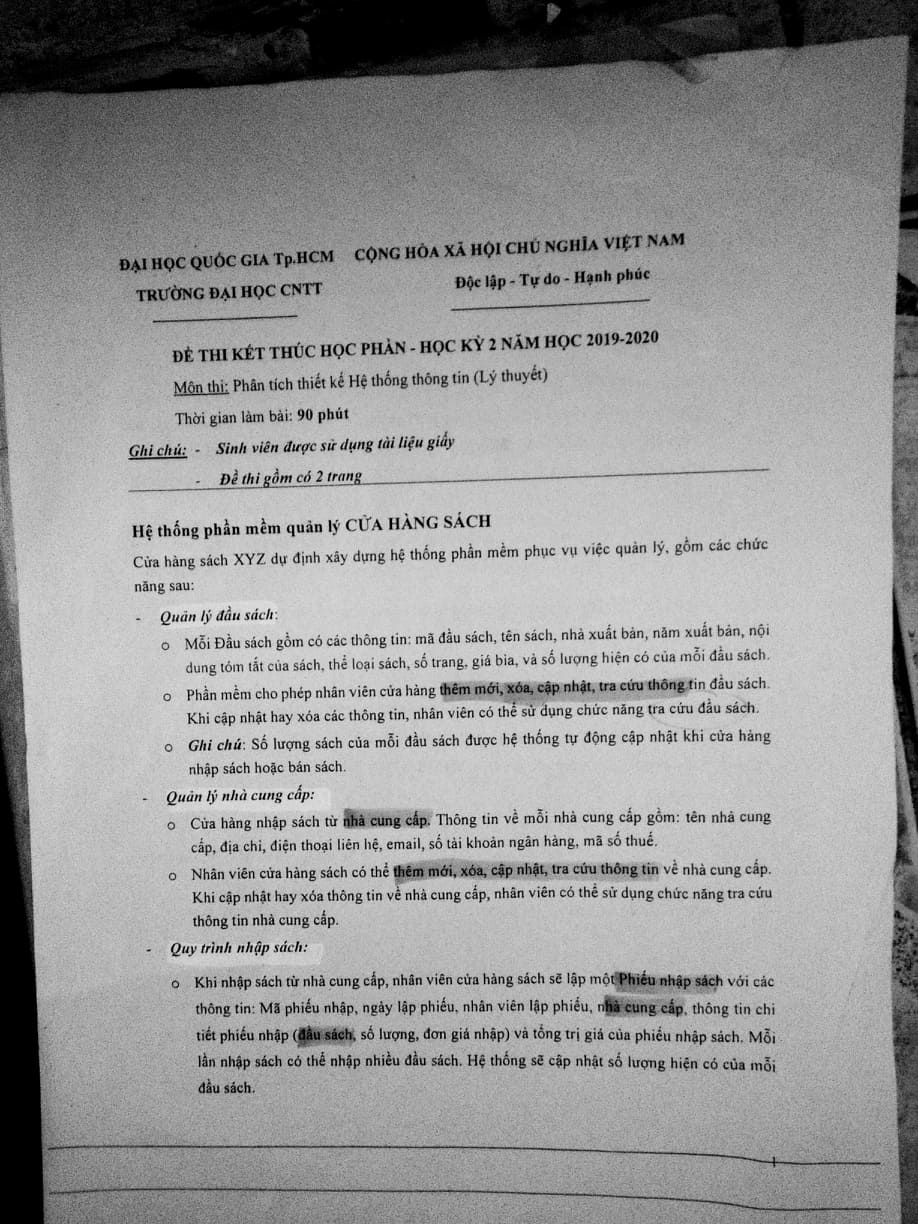 ĐẠI HỌC QUỐC GIA Tp.HCM CỘNG HÒA XÃ HỘI CHỦ NGHĨA VIỆT NAM
TRƯỜNG ĐẠI HỌC CNTT Độc lập - Tự do - Hạnh phúc
ĐỀ THI KẾT THÚC HỌC PHẦN - HỌC KỲ 2 NĂM HỌC 2019-2020
Môn thi: Phân tích thiết kế Hệ thống thông tin (Lý thuyết)
Thời gian làm bài: 90 phút
Ghi chú: - Sinh viên được sử dụng tài liệu giấy
- Đề thi gồm có 2 trang
Hệ thống phần mềm quản lý CỬA HÀNG SÁCH
Cửa hàng sách XYZ dự định xây dựng hệ thống phần mềm phục vụ việc quản lý, gồm các chức
năng sau:
- Quản lý đầu sách:
o Mỗi Đầu sách gồm có các thông tin: mã đầu sách, tên sách, nhà xuất bản, năm xuất bản, nội
dung tóm tắt của sách, thể loại sách, số trang, giá bìa, và số lượng hiện có của mỗi đầu sách.
o Phần mềm cho phép nhân viên cửa hàng thêm mới, xóa, cập nhật, tra cứu thông tin đầu sách.
Khi cập nhật hay xóa các thông tin, nhân viên có thể sử dụng chức năng tra cứu đầu sách.
o Ghi chú: Số lượng sách của mỗi đầu sách được hệ thống tự động cập nhật khi cửa hàng
nhập sách hoặc bán sách.
- Quản lý nhà cung cấp:
o Cửa hàng nhập sách từ nhà cung cấp. Thông tin về mỗi nhà cung cấp gồm: tên nhà cung
cấp, địa chỉ, điện thoại liên hệ, email, số tài khoản ngân hàng, mã số thuế.
o Nhân viên cửa hàng sách có thể thêm mới, xóa, cập nhật, tra cứu thông tin về nhà cung cấp.
Khi cập nhật hay xóa thông tin về nhà cung cấp, nhân viên có thể sử dụng chức năng tra cứu
thông tin nhà cung cấp.
- Quy trình nhập sách:
o Khi nhập sách từ nhà cung cấp, nhân viên cửa hàng sách sẽ lập một Phiếu nhập sách với các
thông tin: Mã phiếu nhập, ngày lập phiếu, nhân viên lập phiếu, nhà cung cấp, thông tin chi
tiết phiếu nhập (đầu sách, số lượng, đơn giá nhập) và tổng trị giá của phiếu nhập sách. Mỗi
lần nhập sách có thể nhập nhiều đầu sách. Hệ thống sẽ cập nhật số lượng hiện có của mỗi
đầu sách.